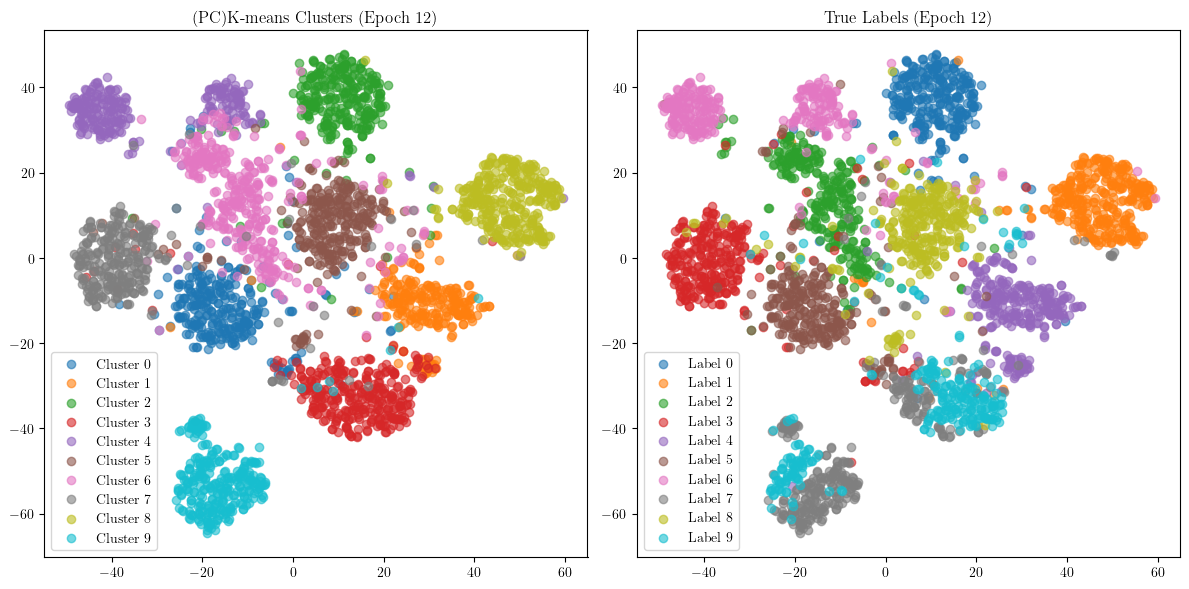 (PC)K-means Clusters (Epoch 12)
40
20
0
−20
−40
−60
−40
−20
0
20
40
60
Cluster 0
Cluster 1
Cluster 2
Cluster 3
Cluster 4
Cluster 5
Cluster 6
Cluster 7
Cluster 8
Cluster 9
True Labels (Epoch 12)
40
20
0
−20
−40
−60
−40
−20
0
20
40
60
Label 0
Label 1
Label 2
Label 3
Label 4
Label 5
Label 6
Label 7
Label 8
Label 9